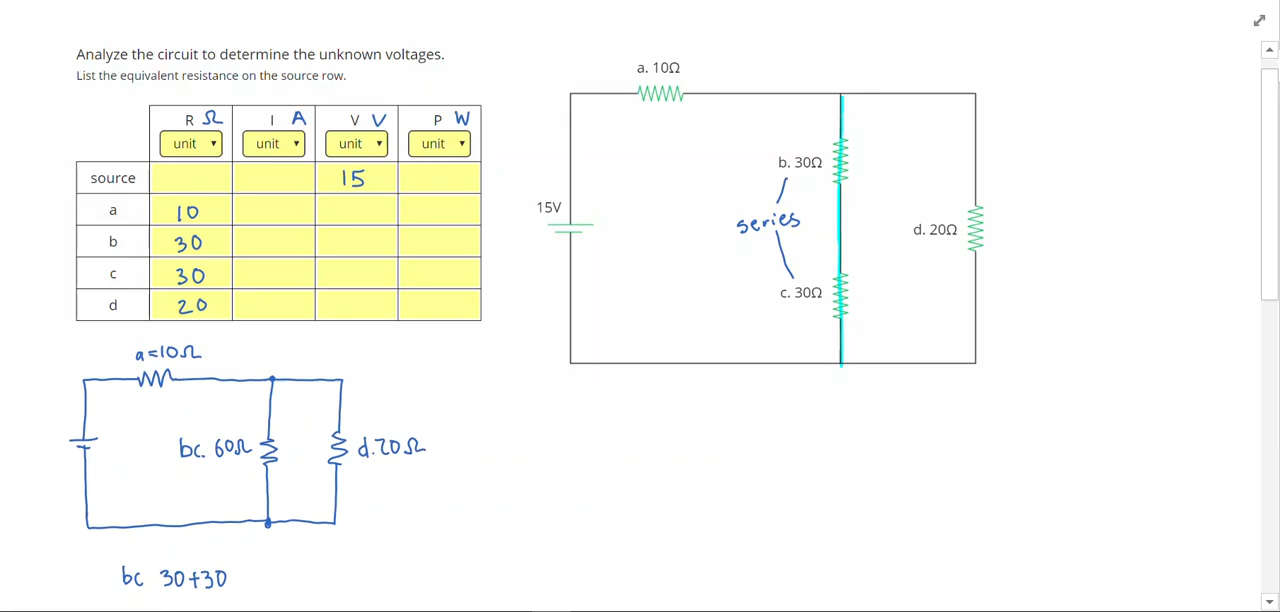 Analyze the circuit to determine the unknown voltages.
List the equivalent resistance on the source row.
R Ω I A V V P W
unit unit unit unit
source 15
a 10
b 30
c 30
d 20
a. 10Ω
b. 30Ω
15V
series
d. 20Ω
c. 30Ω
a=10Ω
bc. 60Ω d. 20Ω
bc 30+30